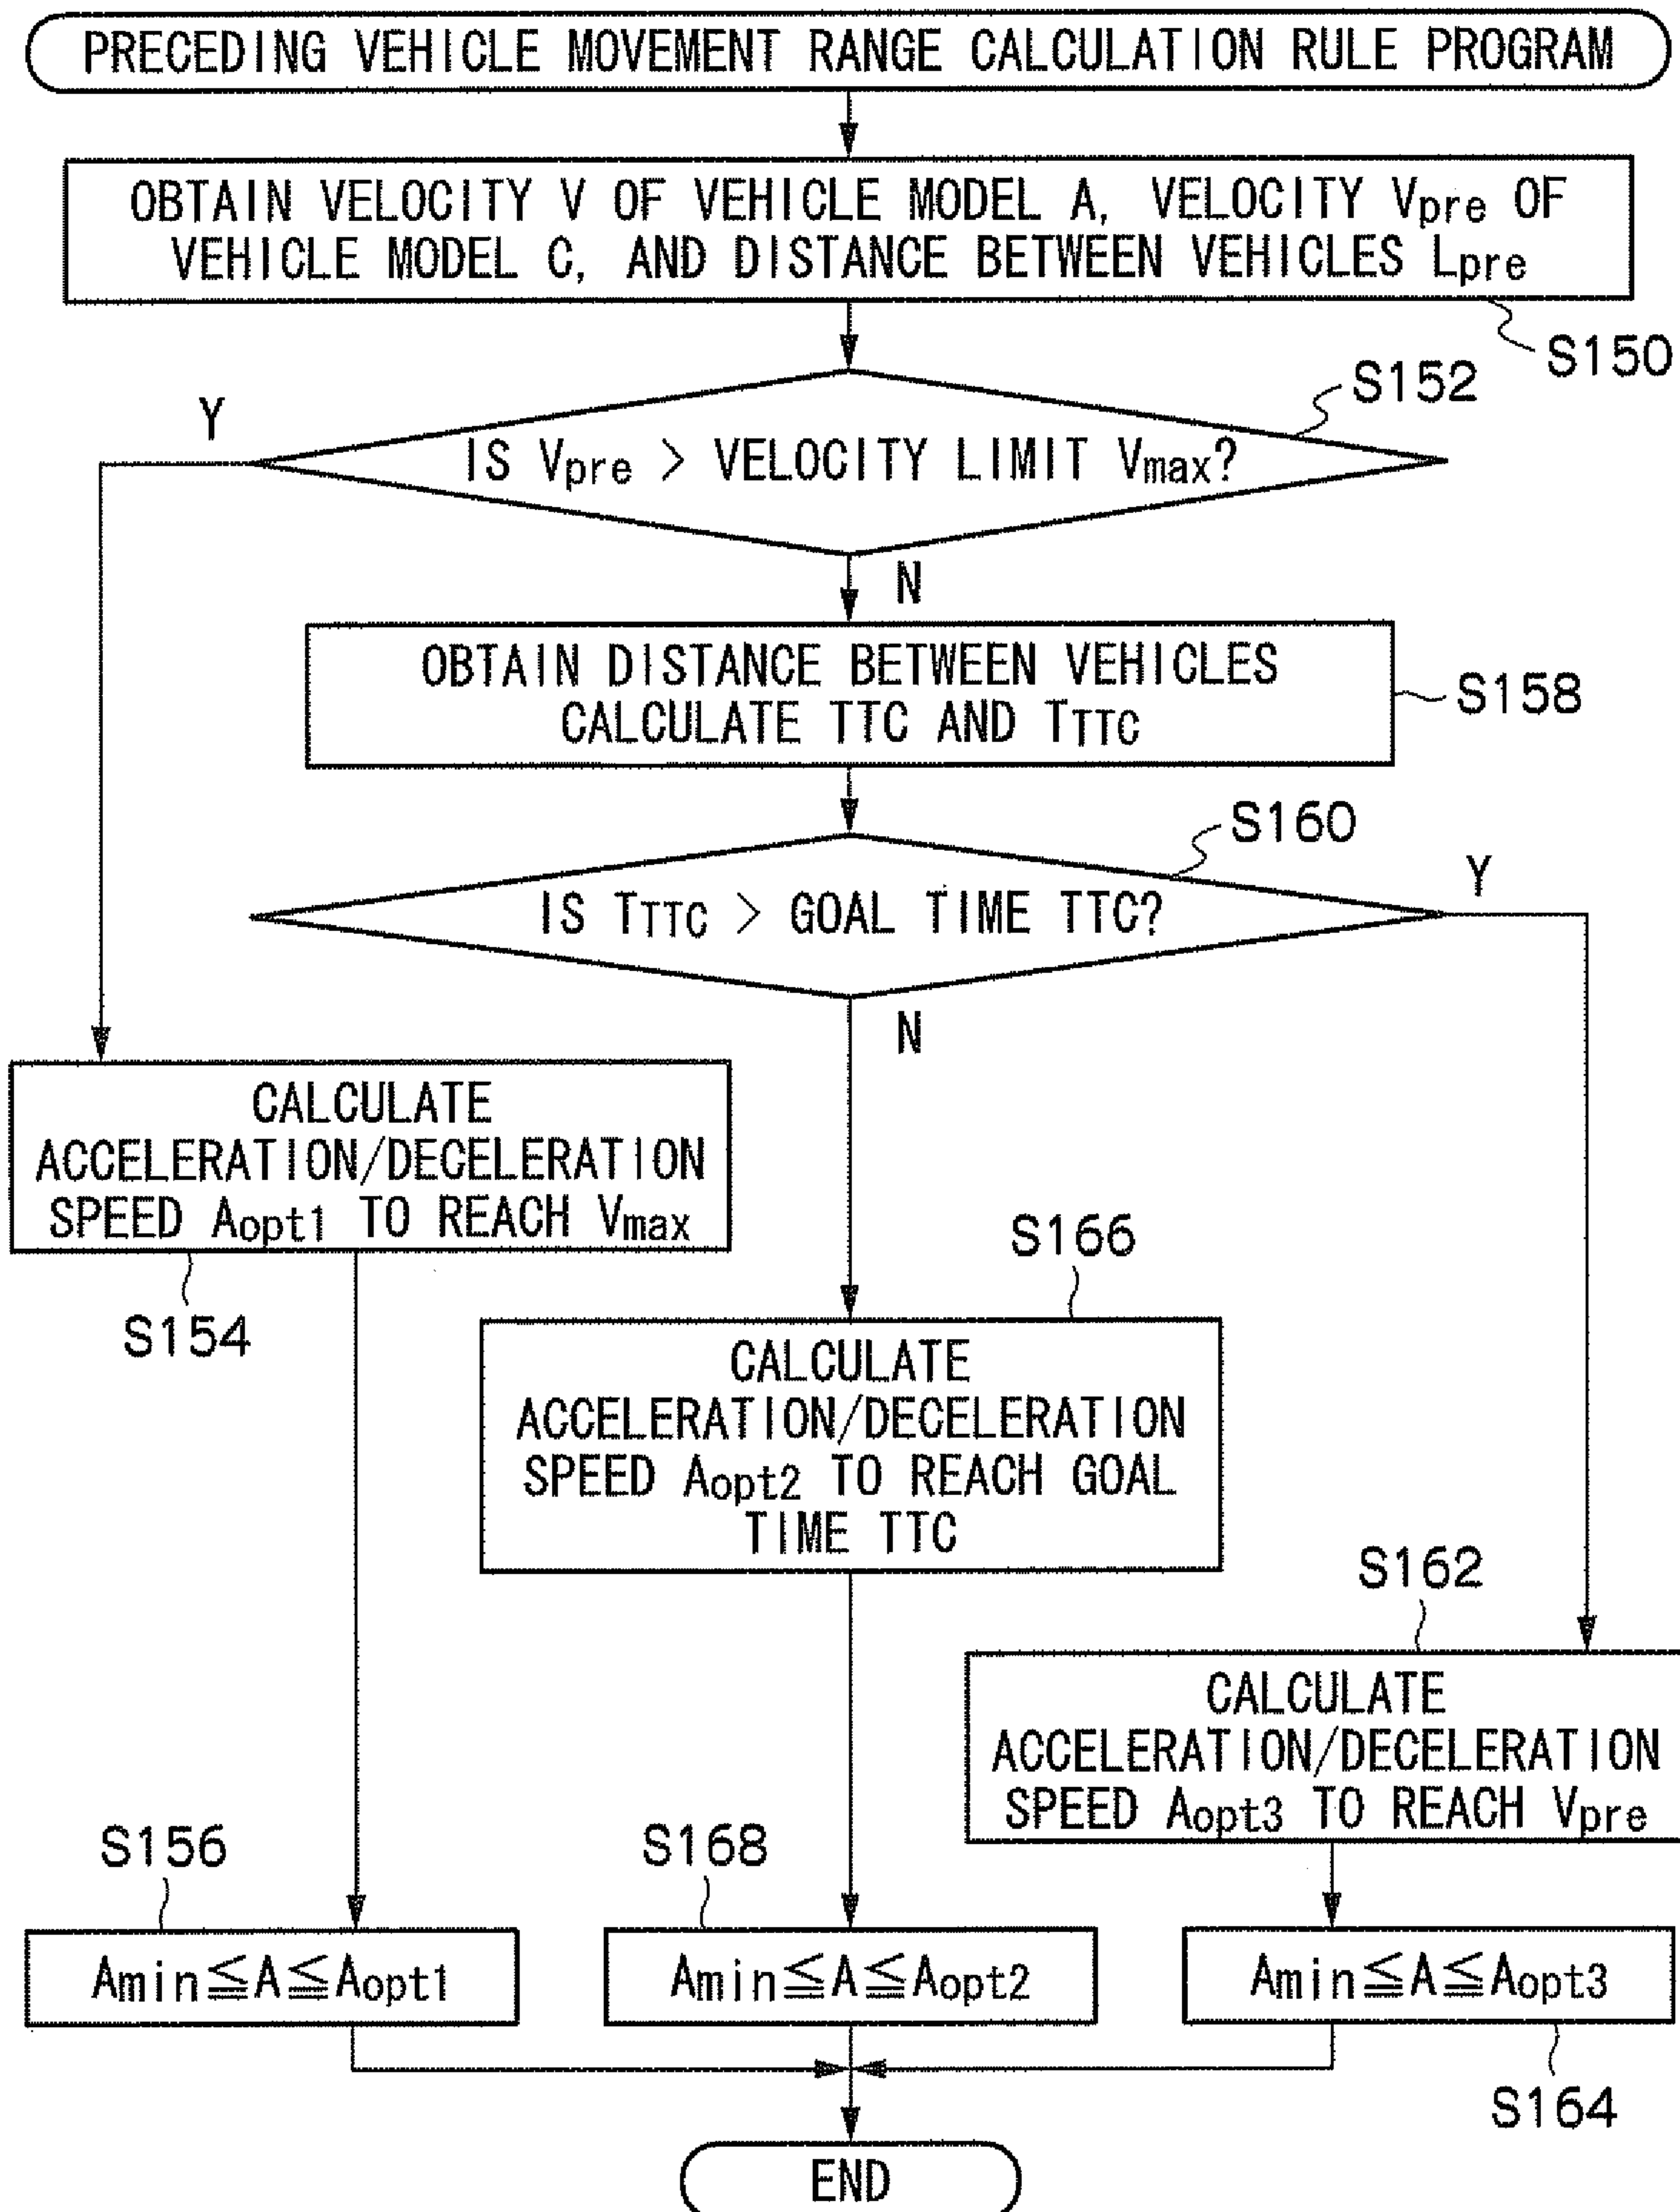 PRECEDING VEHICLE MOVEMENT RANGE CALCULATION RULE PROGRAM
OBTAIN VELOCITY V OF VEHICLE MODEL A, VELOCITY Vpre OF
VEHICLE MODEL C, AND DISTANCE BETWEEN VEHICLES Lpre
S150
S152
Y
IS Vpre > VELOCITY LIMIT Vmax?
N
OBTAIN DISTANCE BETWEEN VEHICLES
CALCULATE TTC AND TTTC
S158
S160
Y
IS TTTC > GOAL TIME TTC?
N
CALCULATE
ACCELERATION/DECELERATION
SPEED Aopt1 TO REACH Vmax
S154
S166
CALCULATE
ACCELERATION/DECELERATION
SPEED Aopt2 TO REACH GOAL
TIME TTC
S162
CALCULATE
ACCELERATION/DECELERATION
SPEED Aopt3 TO REACH Vpre
S156
S168
Amin≦A≦Aopt1
Amin≦A≦Aopt2
Amin≦A≦Aopt3
S164
END